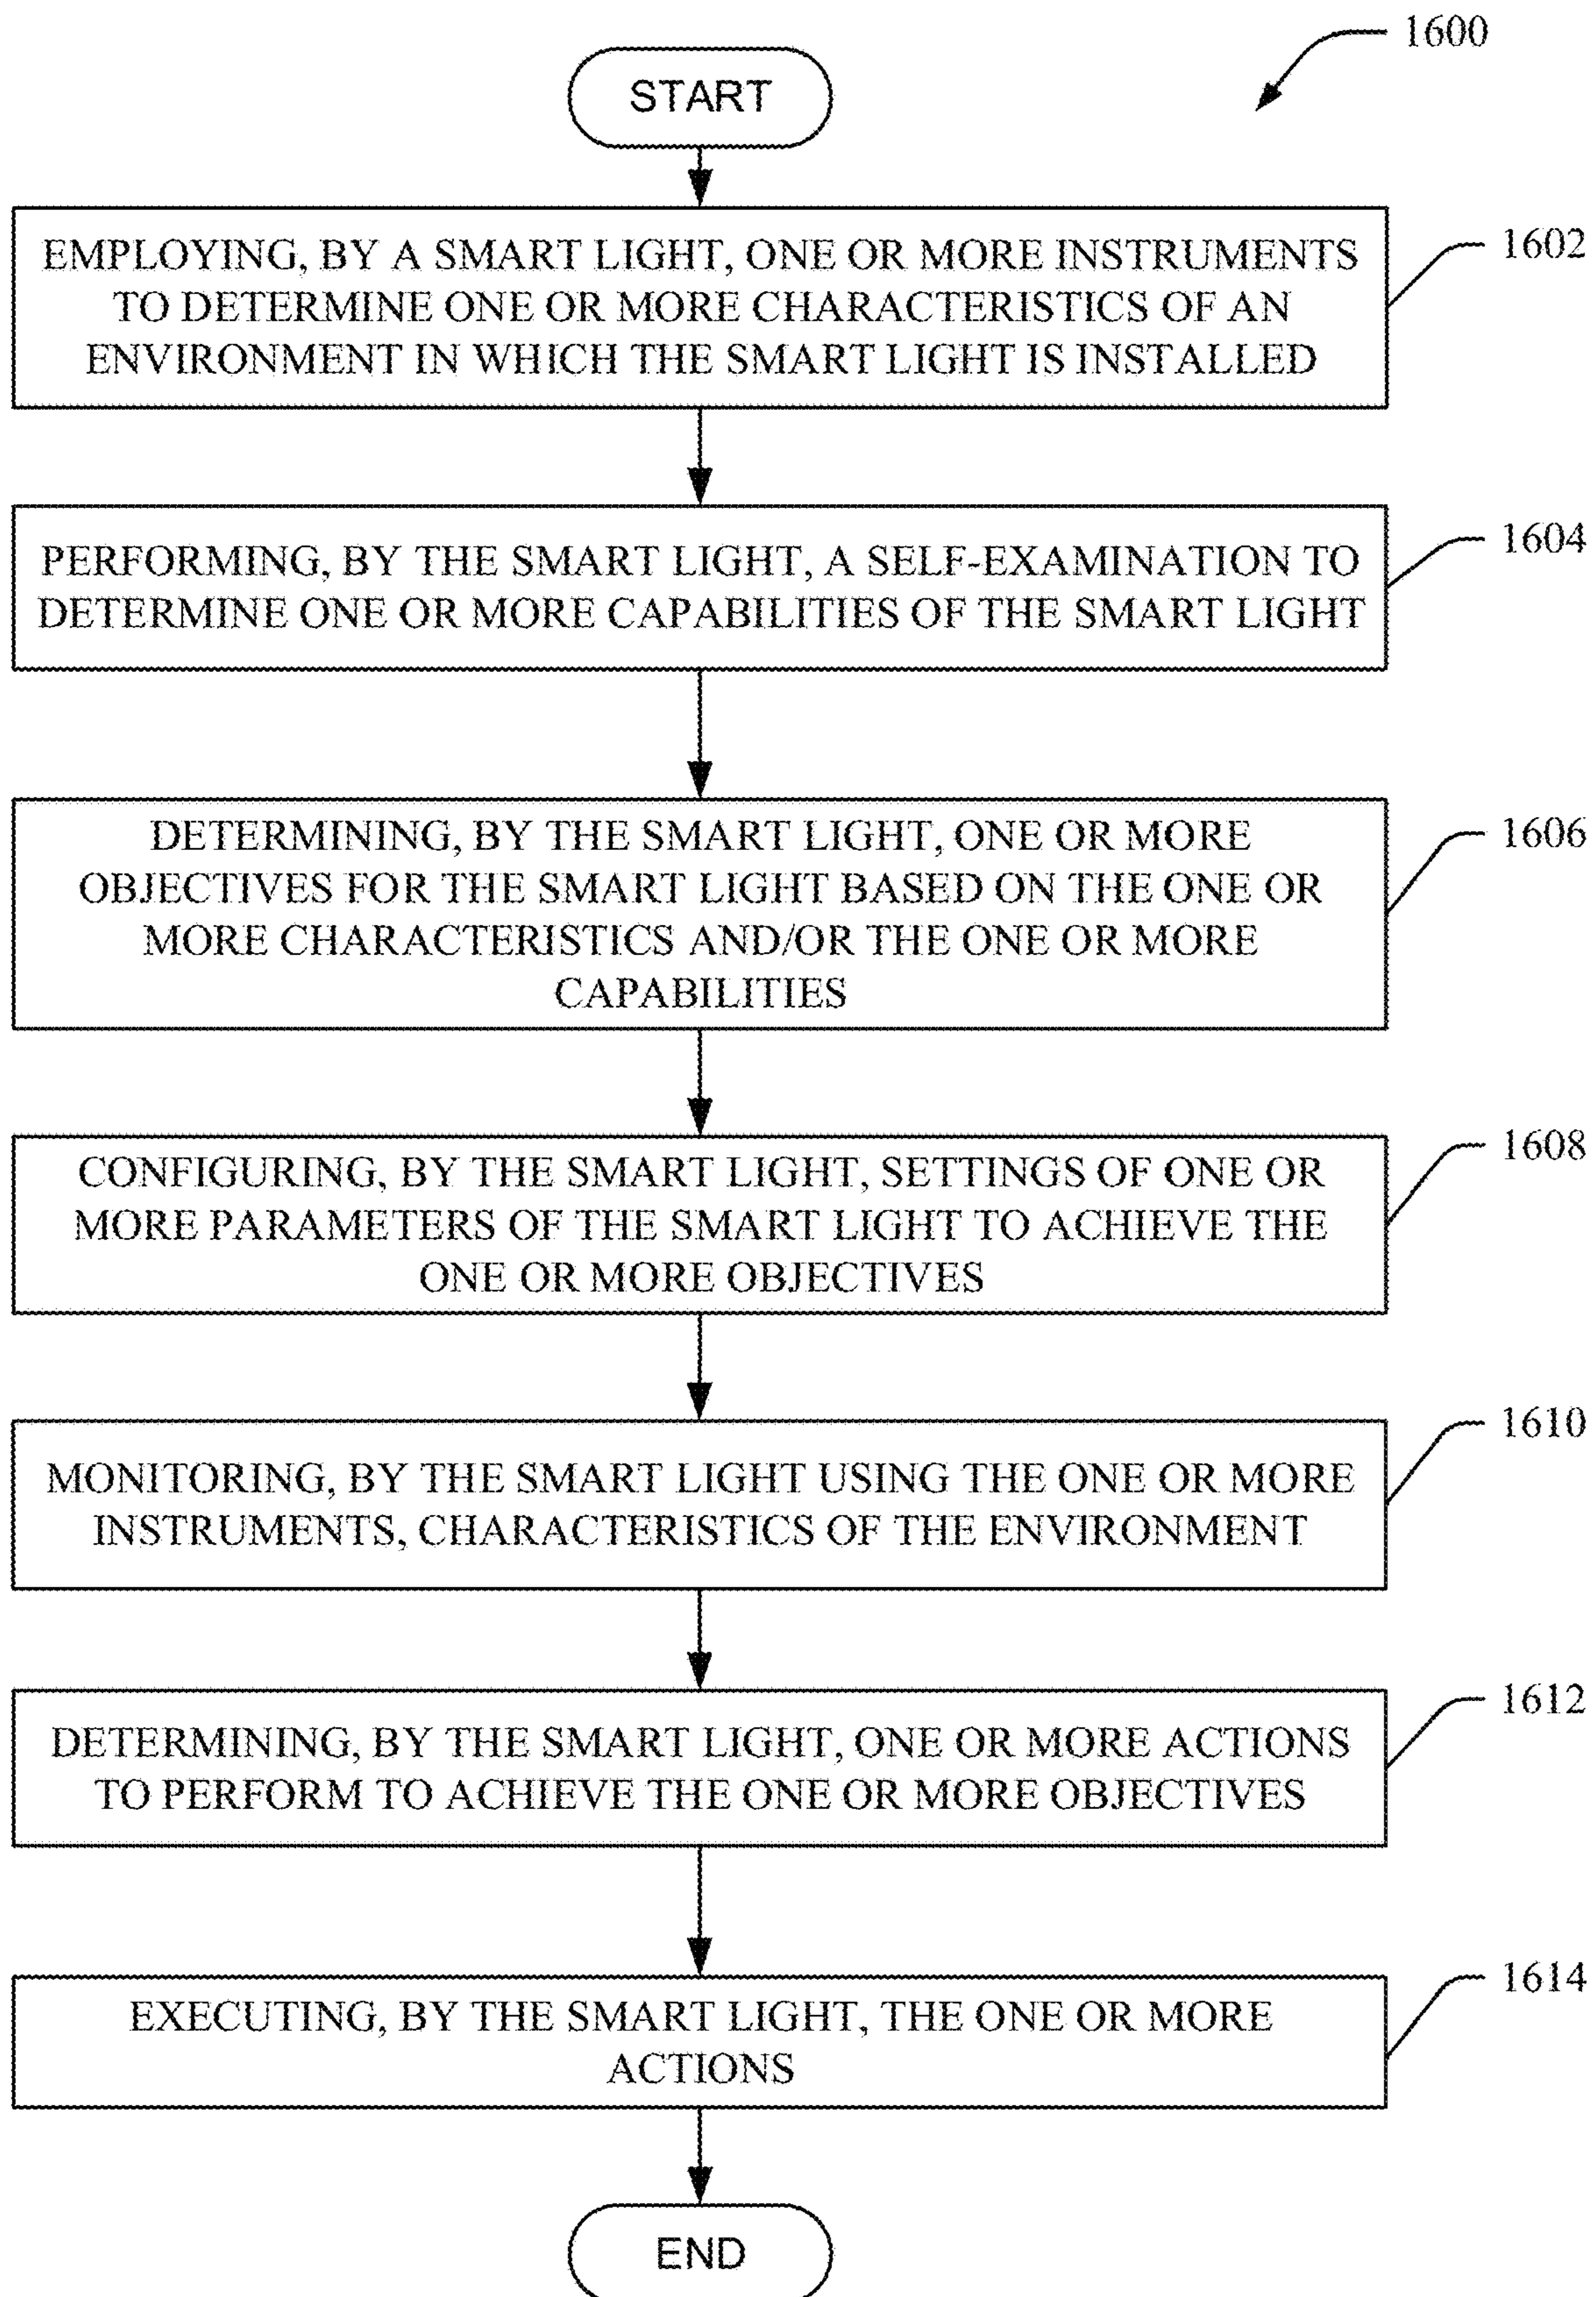 1600
START
EMPLOYING, BY A SMART LIGHT, ONE OR MORE INSTRUMENTS
TO DETERMINE ONE OR MORE CHARACTERISTICS OF AN
ENVIRONMENT IN WHICH THE SMART LIGHT IS INSTALLED
1602
PERFORMING, BY THE SMART LIGHT, A SELF-EXAMINATION TO
DETERMINE ONE OR MORE CAPABILITIES OF THE SMART LIGHT
1604
DETERMINING, BY THE SMART LIGHT, ONE OR MORE
OBJECTIVES FOR THE SMART LIGHT BASED ON THE ONE OR
MORE CHARACTERISTICS AND/OR THE ONE OR MORE
CAPABILITIES
1606
CONFIGURING, BY THE SMART LIGHT, SETTINGS OF ONE OR
MORE PARAMETERS OF THE SMART LIGHT TO ACHIEVE THE
ONE OR MORE OBJECTIVES
1608
MONITORING, BY THE SMART LIGHT USING THE ONE OR MORE
INSTRUMENTS, CHARACTERISTICS OF THE ENVIRONMENT
1610
DETERMINING, BY THE SMART LIGHT, ONE OR MORE ACTIONS
TO PERFORM TO ACHIEVE THE ONE OR MORE OBJECTIVES
1612
EXECUTING, BY THE SMART LIGHT, THE ONE OR MORE
ACTIONS
1614
END